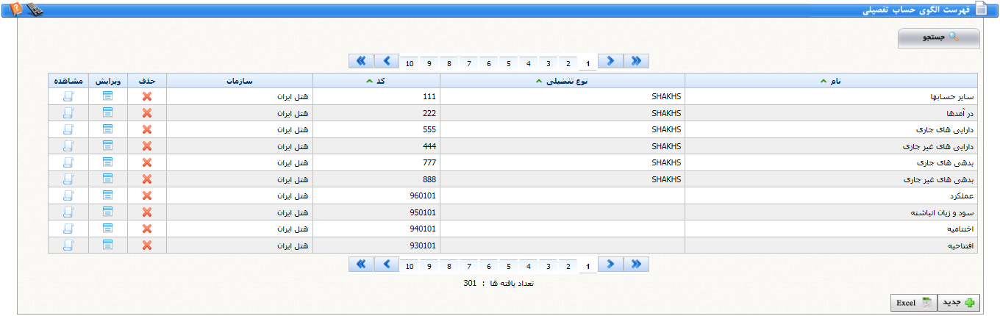 فهرست الگوی حساب تفصیلی
جستجو
1 2 3 4 5 6 7 8 9 10
نام نوع تفضیلی کد سازمان حذف ویرایش مشاهده
سایر حسابها SHAKHS 111 هتل ایران
در آمدها SHAKHS 222 هتل ایران
دارایی های جاری SHAKHS 555 هتل ایران
دارایی های غیر جازی SHAKHS 444 هتل ایران
بدهی های جاری SHAKHS 777 هتل ایران
بدهی های غیر جاری SHAKHS 888 هتل ایران
عملکرد 960101 هتل ایران
سود و زیان انباشته 950101 هتل ایران
اختتامیه 940101 هتل ایران
افتتاحیه 930101 هتل ایران
1 2 3 4 5 6 7 8 9 10
تعداد یافته ها : 301
جدید Excel